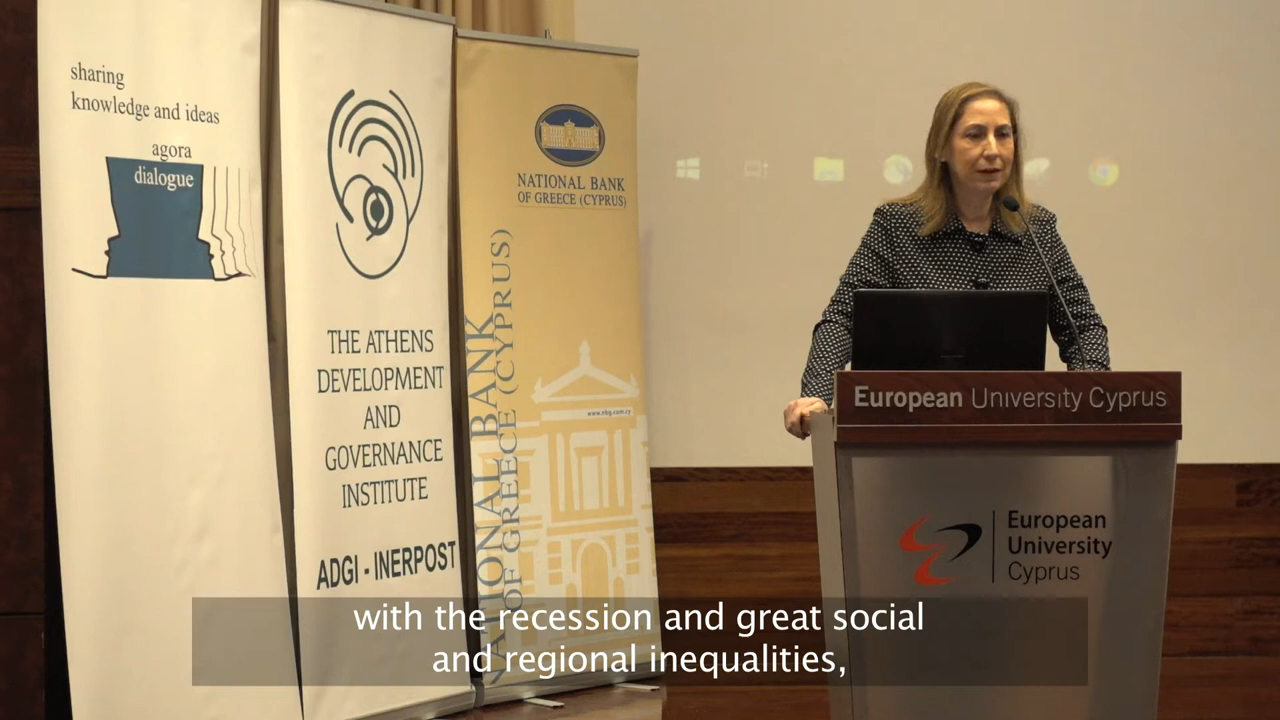 sharing
knowledge and ideas
agora
dialogue
THE ATHENS
DEVELOPMENT
AND
GOVERNANCE
INSTITUTE
ADGI - INERPOST
NATIONAL BANK
OF GREECE (CYPRUS)
NATIONAL BANK
OF GREECE (CYPRUS)
www.nbg.com.cy
European University Cyprus
European
University
Cyprus
with the recession and great social
and regional inequalities,